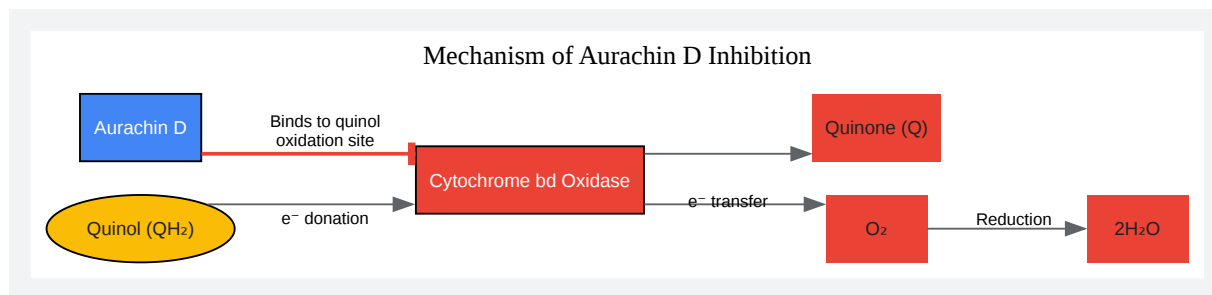 Mechanism of Aurachin D Inhibition
Aurachin D
Binds to quinol
oxidation site
Quinone (Q)
Cytochrome bd Oxidase
Quinol (QH₂)
e⁻ donation
e⁻ transfer
O₂
Reduction
2H₂O